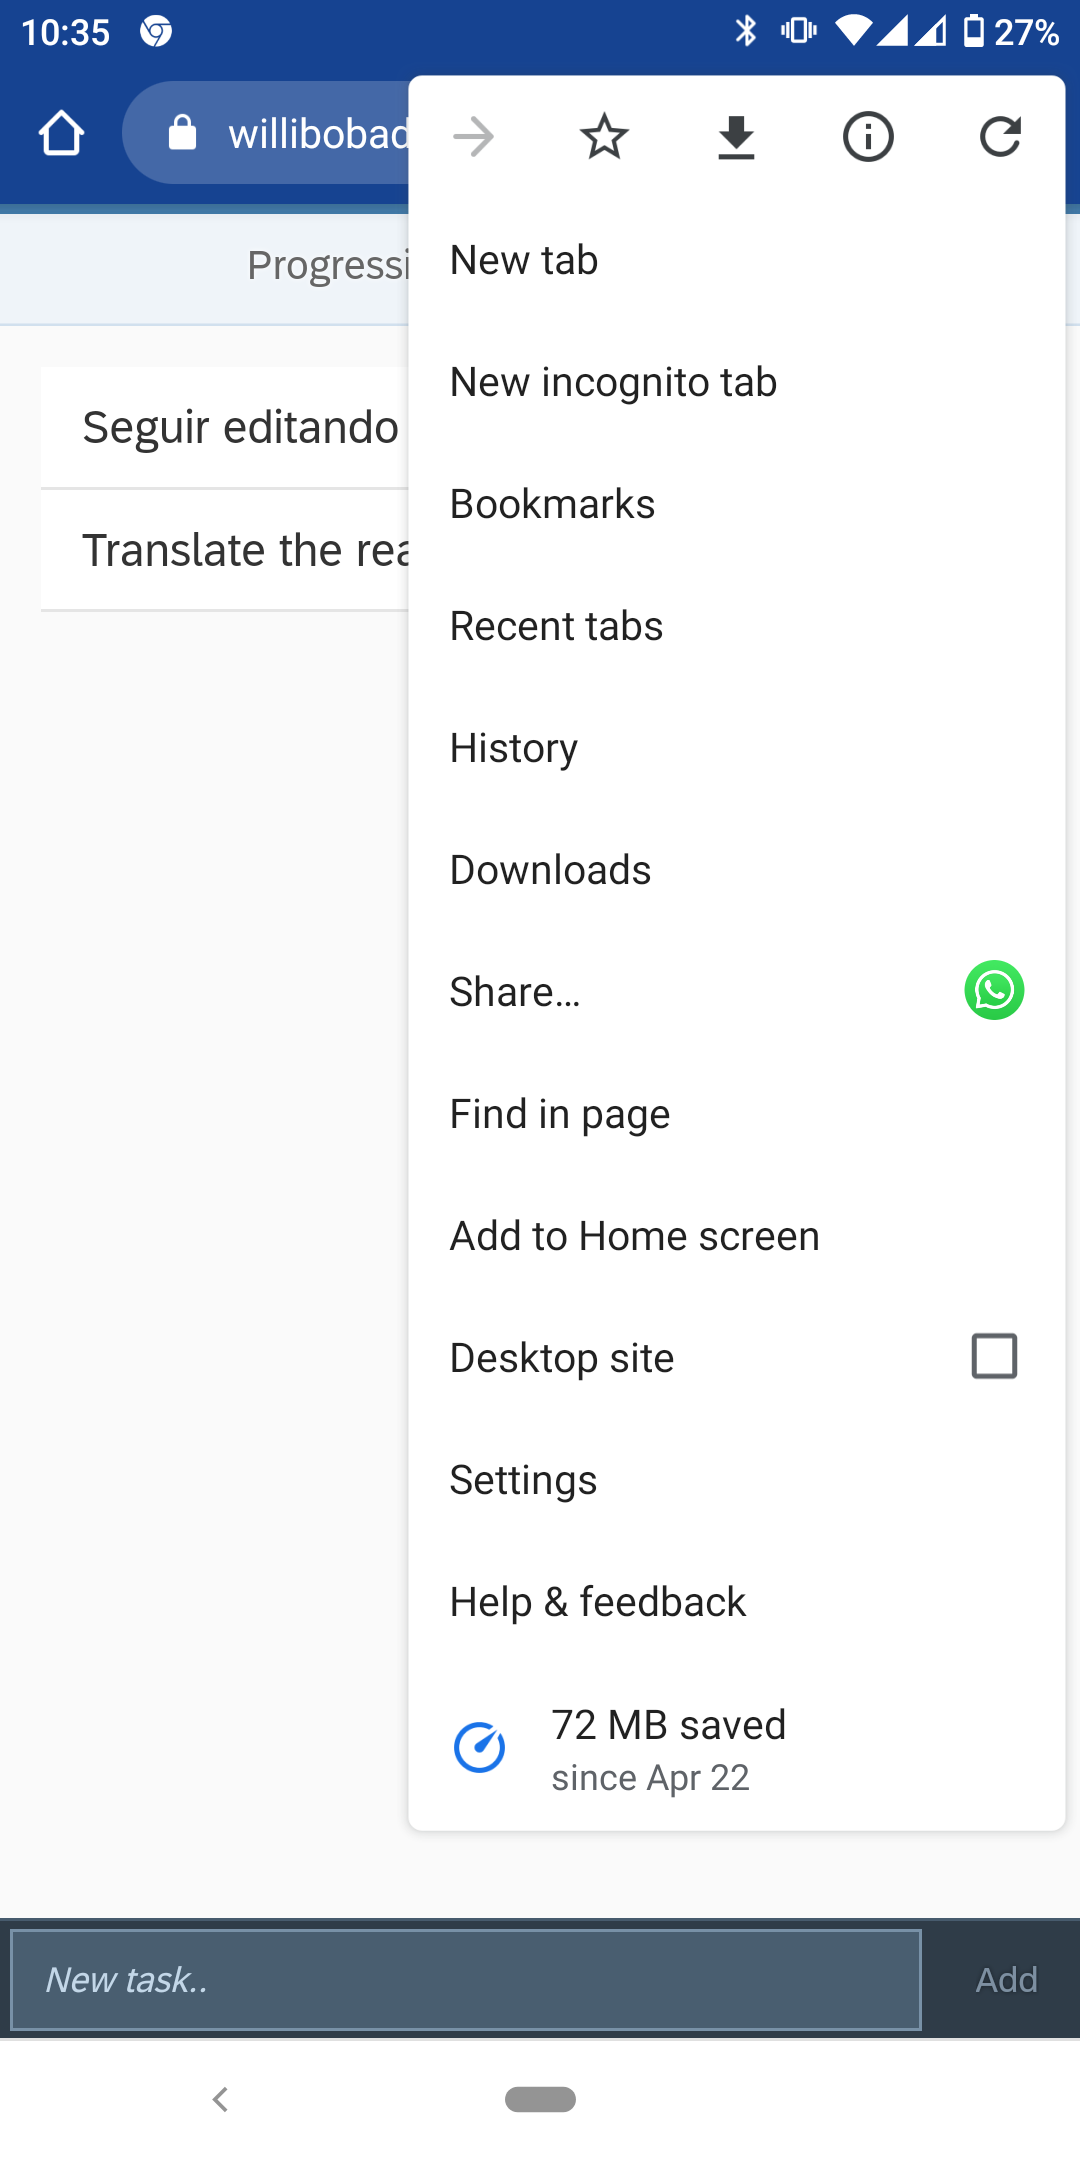 10:35
27%
willibobad
Progressi
New tab
New incognito tab
Seguir editando
Bookmarks
Translate the rea
Recent tabs
History
Downloads
Share...
Find in page
Add to Home screen
Desktop site
Settings
Help & feedback
72 MB saved
since Apr 22
New task..
Add